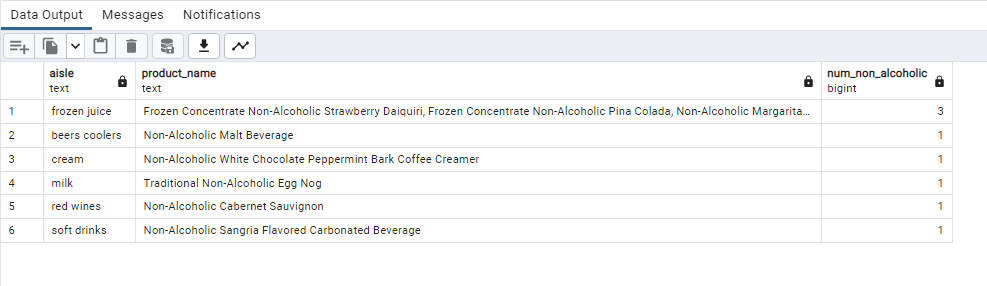 Data Output Messages Notifications
aisle product_name num_non_alcoholic
text text bigint
1 frozen juice Frozen Concentrate Non-Alcoholic Strawberry Daiquiri, Frozen Concentrate Non-Alcoholic Pina Colada, Non-Alcoholic Margarita... 3
2 beers coolers Non-Alcoholic Malt Beverage 1
3 cream Non-Alcoholic White Chocolate Peppermint Bark Coffee Creamer 1
4 milk Traditional Non-Alcoholic Egg Nog 1
5 red wines Non-Alcoholic Cabernet Sauvignon 1
6 soft drinks Non-Alcoholic Sangria Flavored Carbonated Beverage 1